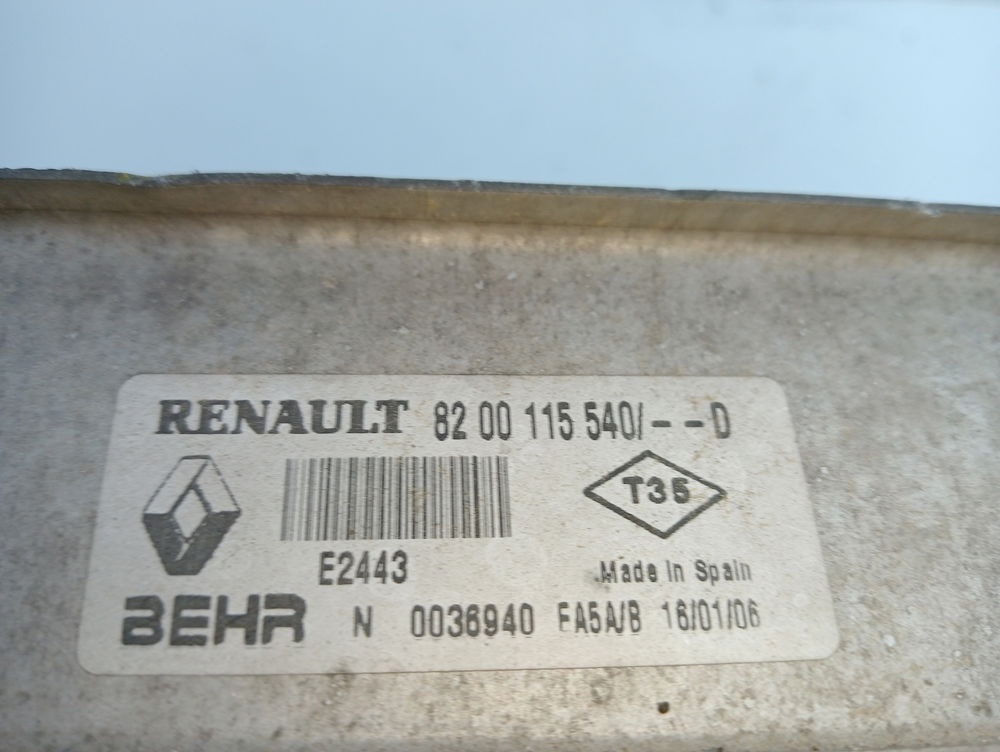 RENAULT 82 00 115 540/--D
T35
E2443
Made In Spain
BEHR N 0036940 FA5A/B 16/01/06